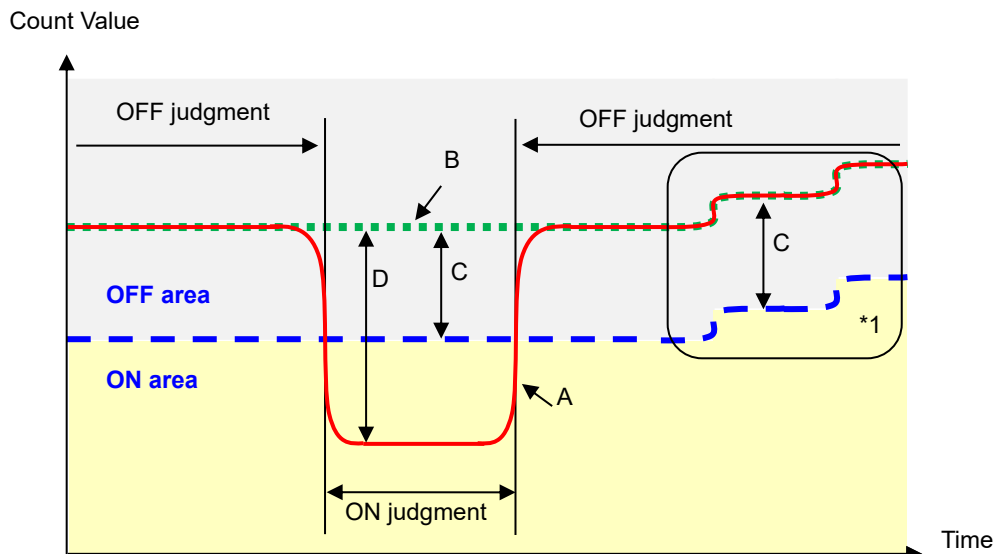 Count Value
OFF judgment
OFF judgment
B
D
C
C
OFF area
*1
ON area
A
ON judgment
Time